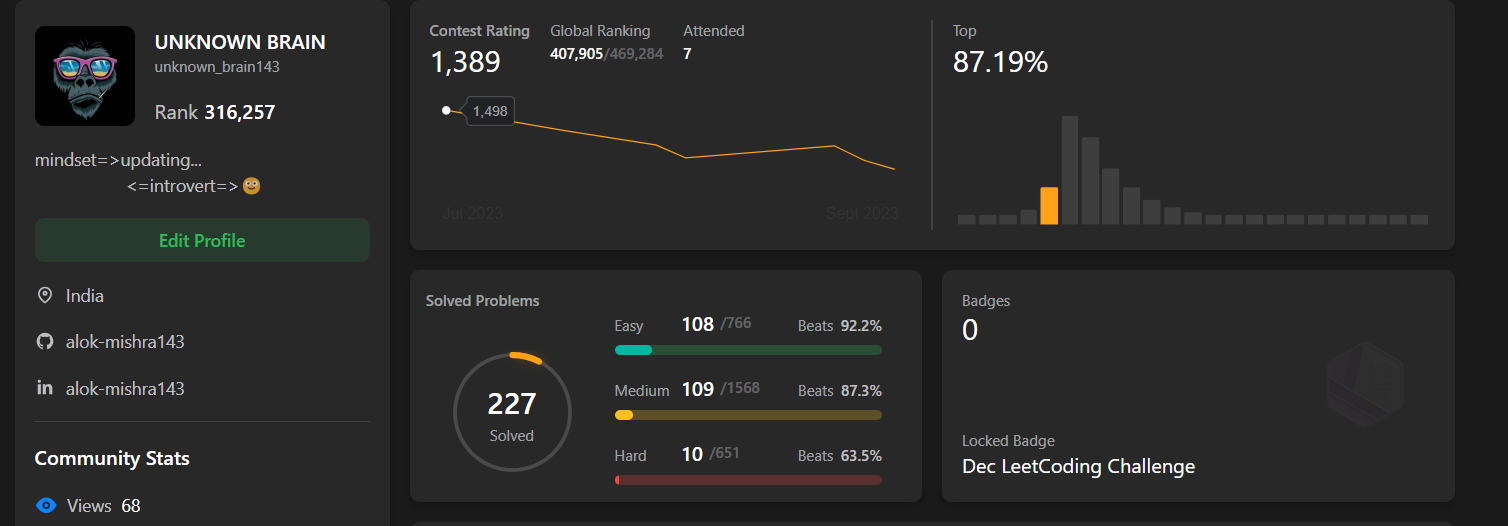 UNKNOWN BRAIN
unknown_brain143
Rank 316,257
mindset=>updating...
<=introvert=>
Edit Profile
India
alok-mishra143
alok-mishra143
Community Stats
Views 68
Contest Rating
1,389
Global Ranking
407,905/469,284
Attended
7
1,498
Jul 2023
Sept 2023
Top
87.19%
Solved Problems
227
Solved
Easy 108 /766 Beats 92.2%
Medium 109 /1568 Beats 87.3%
Hard 10 /651 Beats 63.5%
Badges
0
Locked Badge
Dec LeetCoding Challenge